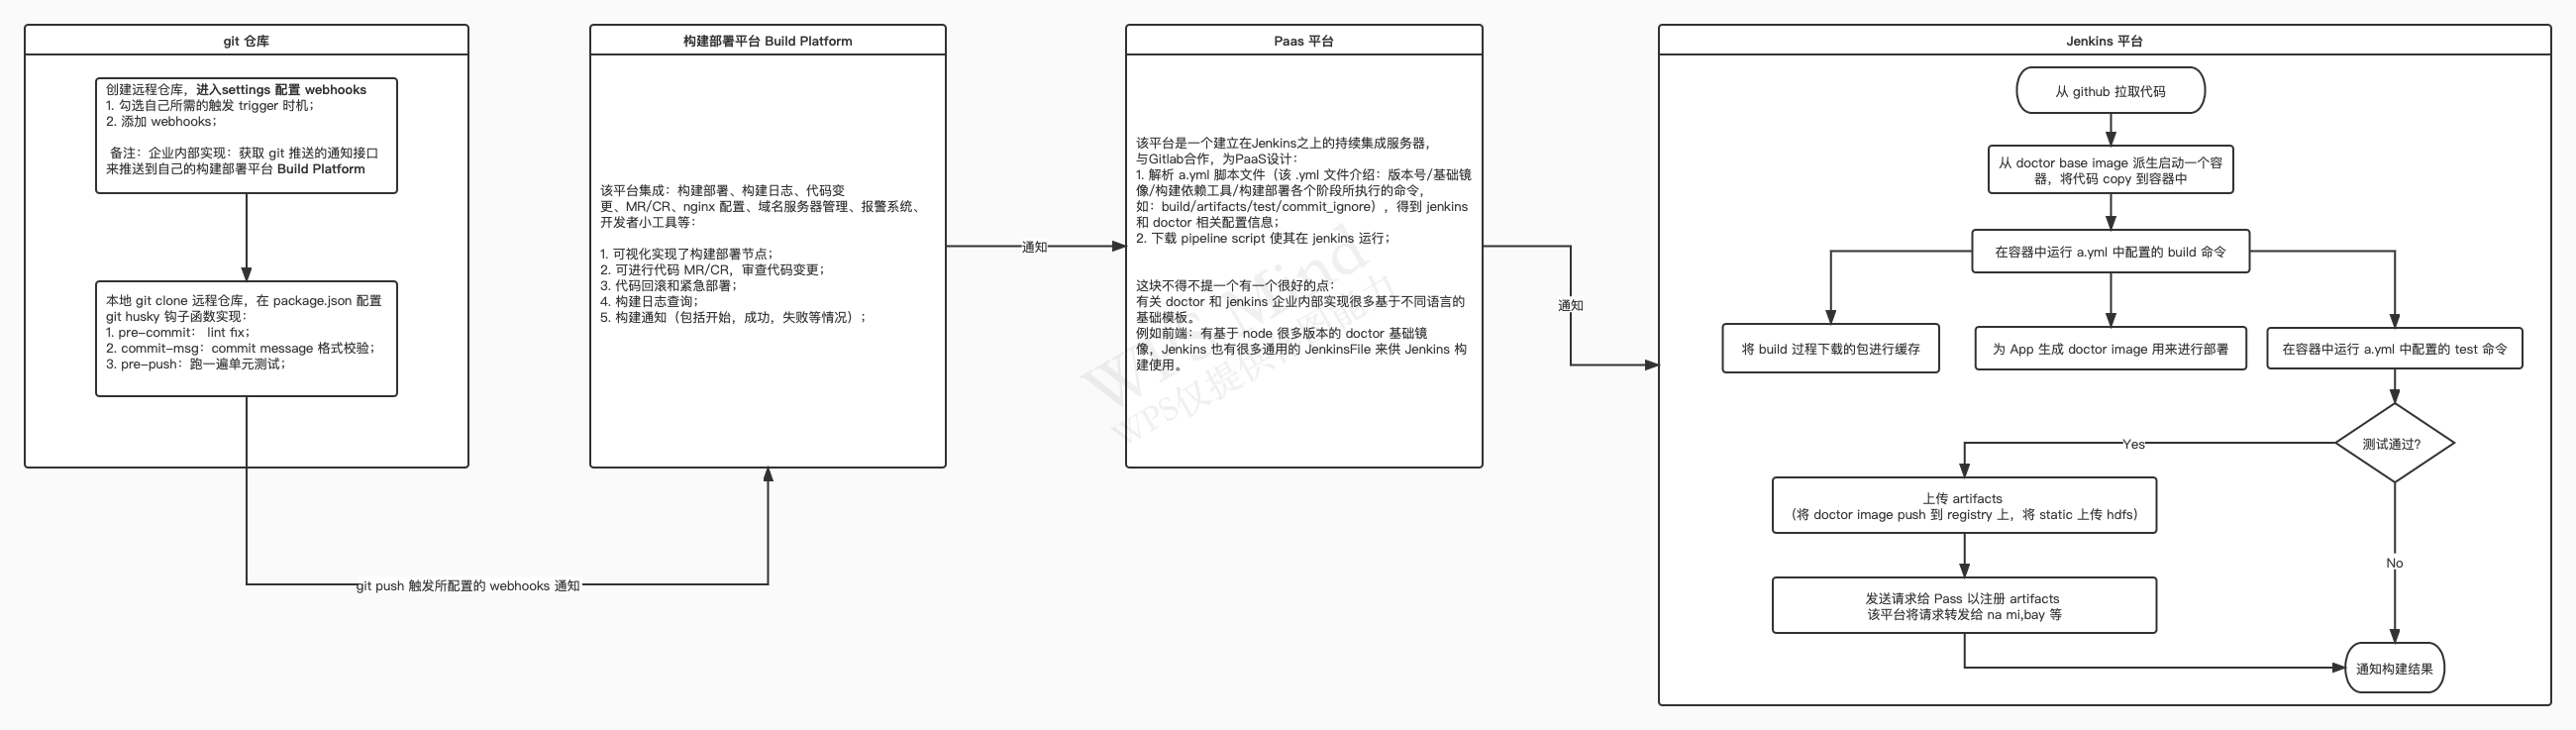 git 仓库
创建远程仓库，进入settings 配置 webhooks
1. 勾选自己所需的触发 trigger 时机；
2. 添加 webhooks；
备注：企业内部实现：获取 git 推送的通知接口
来推送到自己的构建部署平台 Build Platform
本地 git clone 远程仓库，在 package.json 配置
git husky 钩子函数实现：
1. pre-commit： lint fix；
2. commit-msg：commit message 格式校验；
3. pre-push：跑一遍单元测试；
git push 触发所配置的 webhooks 通知
构建部署平台 Build Platform
该平台集成：构建部署、构建日志、代码变
更、MR/CR、nginx 配置、域名服务器管理、报警系统、
开发者小工具等：
1. 可视化实现了构建部署节点；
2. 可进行代码 MR/CR，审查代码变更；
3. 代码回滚和紧急部署；
4. 构建日志查询；
5. 构建通知（包括开始，成功，失败等情况）；
通知
Paas 平台
该平台是一个建立在Jenkins之上的持续集成服务器，
与Gitlab合作，为PaaS设计：
1. 解析 a.yml 脚本文件（该 .yml 文件介绍：版本号/基础镜
像/构建依赖工具/构建部署各个阶段所执行的命令，
如：build/artifacts/test/commit_ignore），得到 jenkins
和 doctor 相关配置信息；
2. 下载 pipeline script 使其在 jenkins 运行；
这块不得不提一个有一个很好的点：
有关 doctor 和 jenkins 企业内部实现很多基于不同语言的
基础模板。
例如前端：有基于 node 很多版本的 doctor 基础镜
像，Jenkins 也有很多通用的 JenkinsFile 来供 Jenkins 构
建使用。
WPS Mind
WPS仅提供作图能力
通知
Jenkins 平台
从 github 拉取代码
从 doctor base image 派生启动一个容
器，将代码 copy 到容器中
在容器中运行 a.yml 中配置的 build 命令
将 build 过程下载的包进行缓存
为 App 生成 doctor image 用来进行部署
在容器中运行 a.yml 中配置的 test 命令
测试通过?
Yes
上传 artifacts
（将 doctor image push 到 registry 上，将 static 上传 hdfs）
No
发送请求给 Pass 以注册 artifacts
该平台将请求转发给 na mi,bay 等
通知构建结果